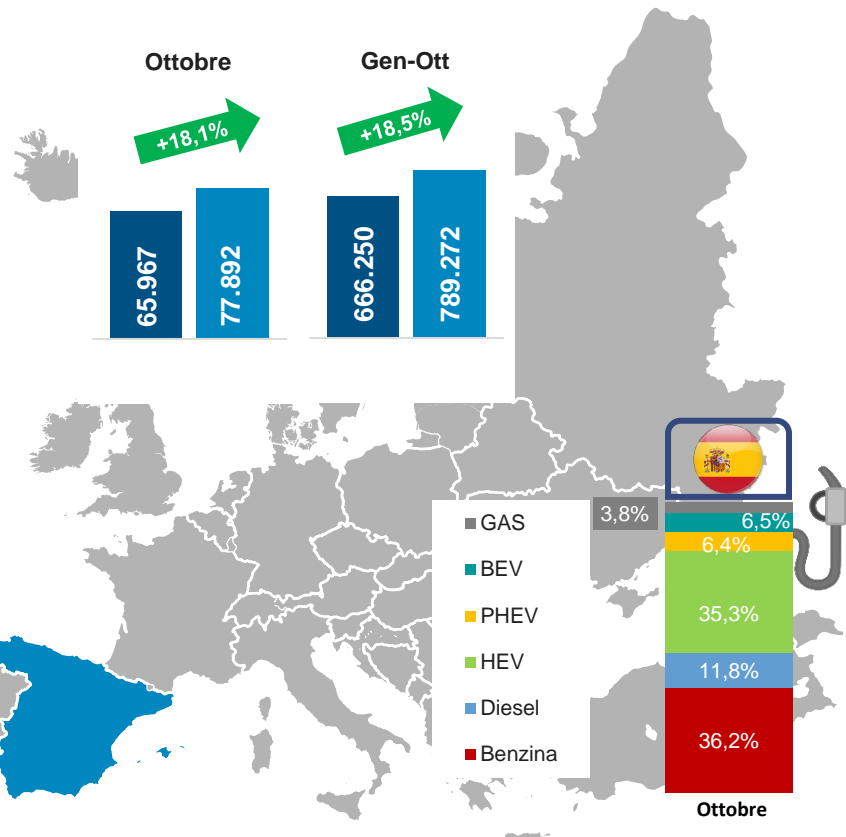 Ottobre
Gen-Ott
+18,1%
+18,5%
65.967
77.892
666.250
789.272
GAS
BEV
PHEV
HEV
Diesel
Benzina
3,8%
6,5%
6,4%
35,3%
11,8%
36,2%
Ottobre